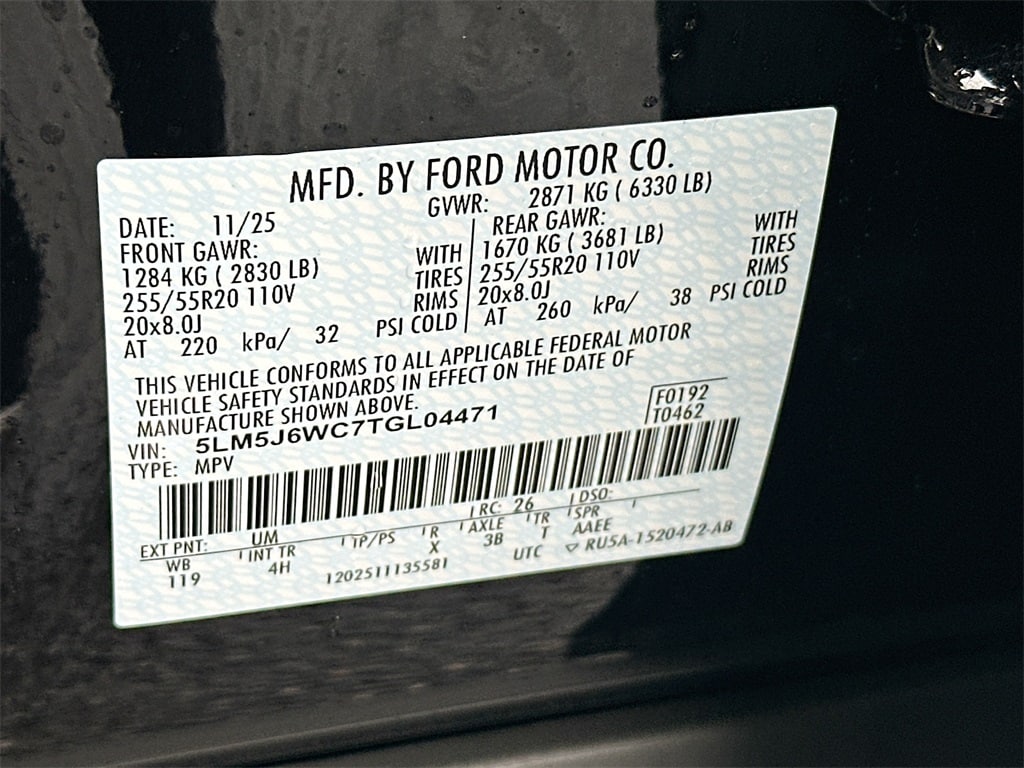 MFD. BY FORD MOTOR CO.
DATE: 11/25
GVWR: 2871 KG ( 6330 LB)
FRONT GAWR:
1284 KG ( 2830 LB)
WITH
255/55R20 110V
TIRES
20x8.0J
RIMS
AT 220 kPa/ 32 PSI COLD
REAR GAWR:
1670 KG ( 3681 LB)
WITH
255/55R20 110V
TIRES
20x8.0J
RIMS
AT 260 kPa/ 38 PSI COLD
THIS VEHICLE CONFORMS TO ALL APPLICABLE FEDERAL MOTOR
VEHICLE SAFETY STANDARDS IN EFFECT ON THE DATE OF
MANUFACTURE SHOWN ABOVE.
VIN: 5LM5J6WC7TGL04471
F0192
T0462
TYPE: MPV
EXT PNT: UM RC: 26 DSO:
WB INT TR TP/PS R AXLE TR SPR
119 4H X 3B T AAEE
1202511135581
UTC ▽ RU5A-1520472-AB